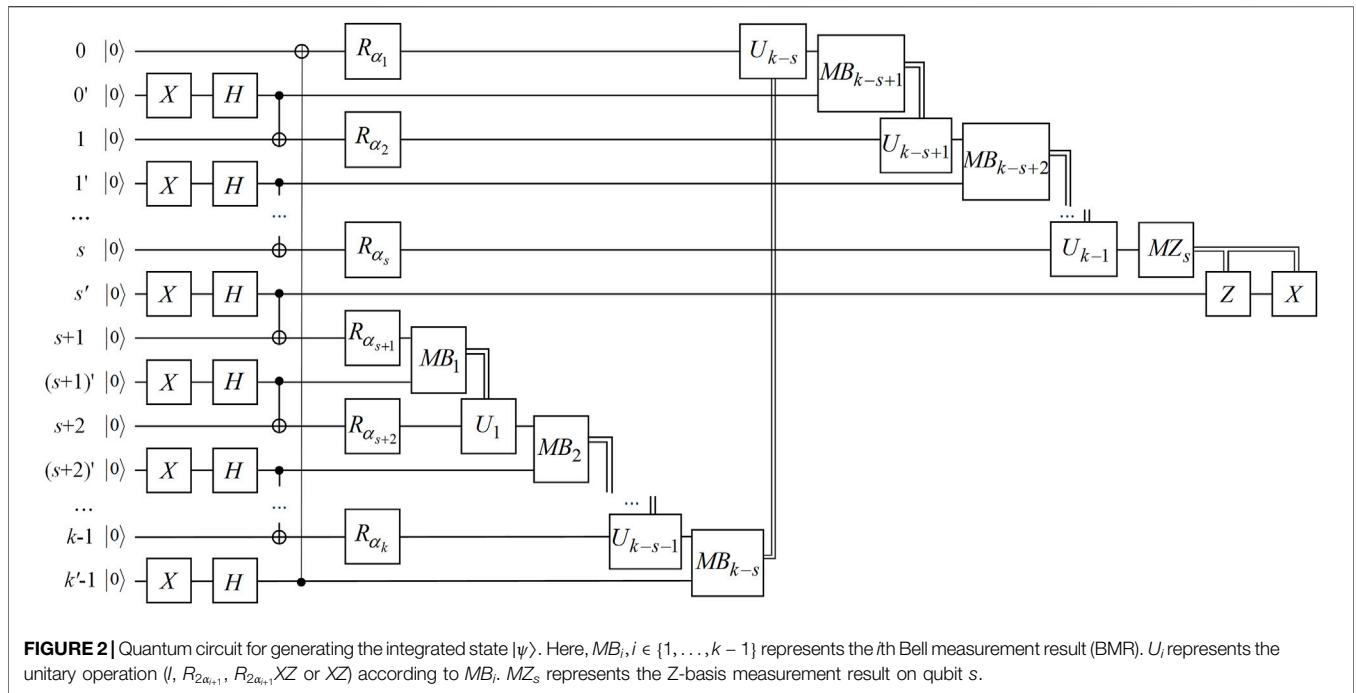 0 |0⟩ R_{α_1} U_{k−s} MB_{k−s+1}
0' |0⟩ X H
1 |0⟩ R_{α_2} U_{k−s+1} MB_{k−s+2}
1' |0⟩ X H
... ... ...
s |0⟩ R_{α_s} U_{k−1} MZ_s
s' |0⟩ X H Z X
s+1 |0⟩ R_{α_{s+1}} MB_1
(s+1)' |0⟩ X H
s+2 |0⟩ R_{α_{s+2}} U_1 MB_2
(s+2)' |0⟩ X H
... ... ...
k-1 |0⟩ R_{α_k} U_{k−s−1} MB_{k−s}
k'-1 |0⟩ X H
FIGURE 2 | Quantum circuit for generating the integrated state |ψ⟩. Here, MB_i, i ∈ {1, . . . , k − 1} represents the ith Bell measurement result (BMR). U_i represents the
unitary operation (I, R_{2α_{i+1}}, R_{2α_{i+1}}XZ or XZ) according to MB_i. MZ_s represents the Z-basis measurement result on qubit s.